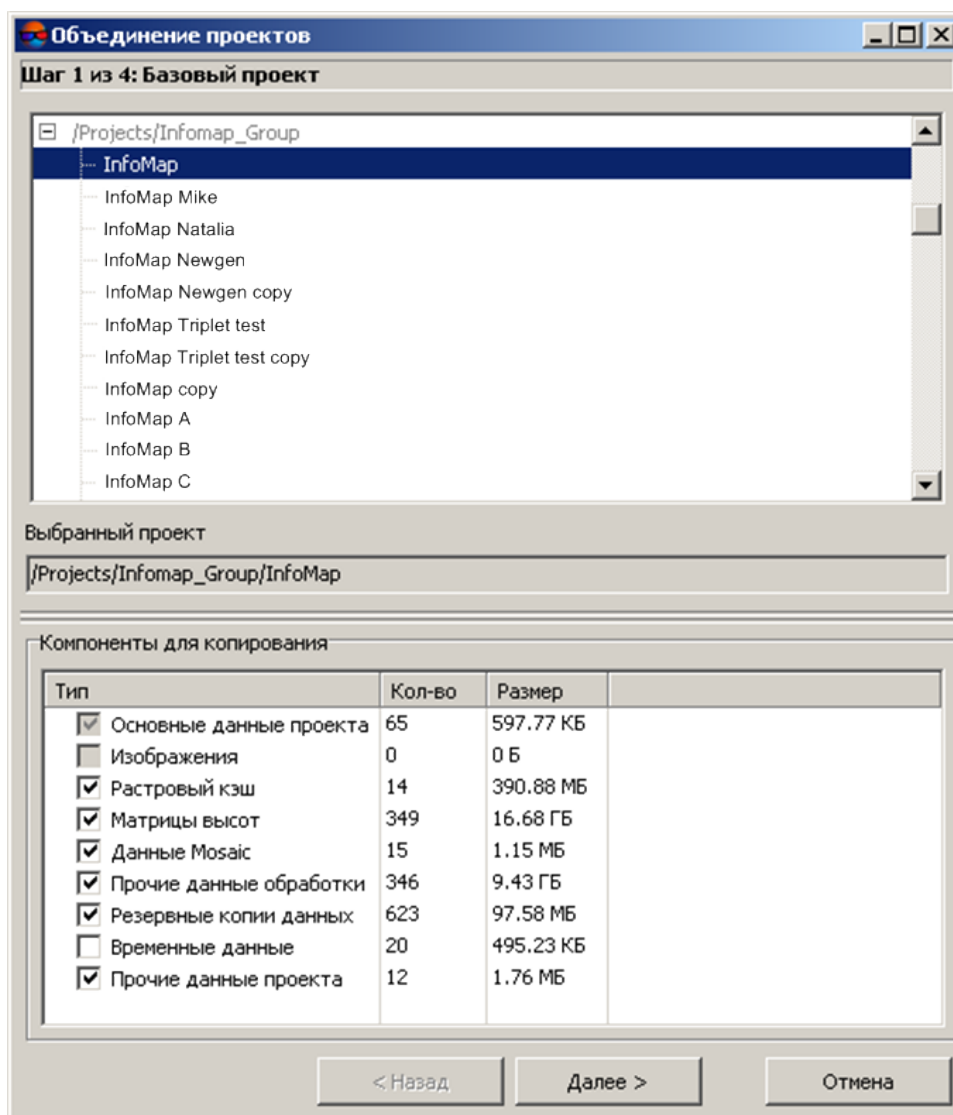 Объединение проектов
Шаг 1 из 4: Базовый проект
/Projects/Infomap_Group
InfoMap
InfoMap Mike
InfoMap Natalia
InfoMap Newgen
InfoMap Newgen copy
InfoMap Triplet test
InfoMap Triplet test copy
InfoMap copy
InfoMap A
InfoMap B
InfoMap C
Выбранный проект
/Projects/Infomap_Group/InfoMap
Компоненты для копирования
Тип Кол-во Размер
Основные данные проекта 65 597.77 КБ
Изображения 0 0 Б
Растровый кэш 14 390.88 МБ
Матрицы высот 349 16.68 ГБ
Данные Mosaic 15 1.15 МБ
Прочие данные обработки 346 9.43 ГБ
Резервные копии данных 623 97.58 МБ
Временные данные 20 495.23 КБ
Прочие данные проекта 12 1.76 МБ
< Назад Далее > Отмена